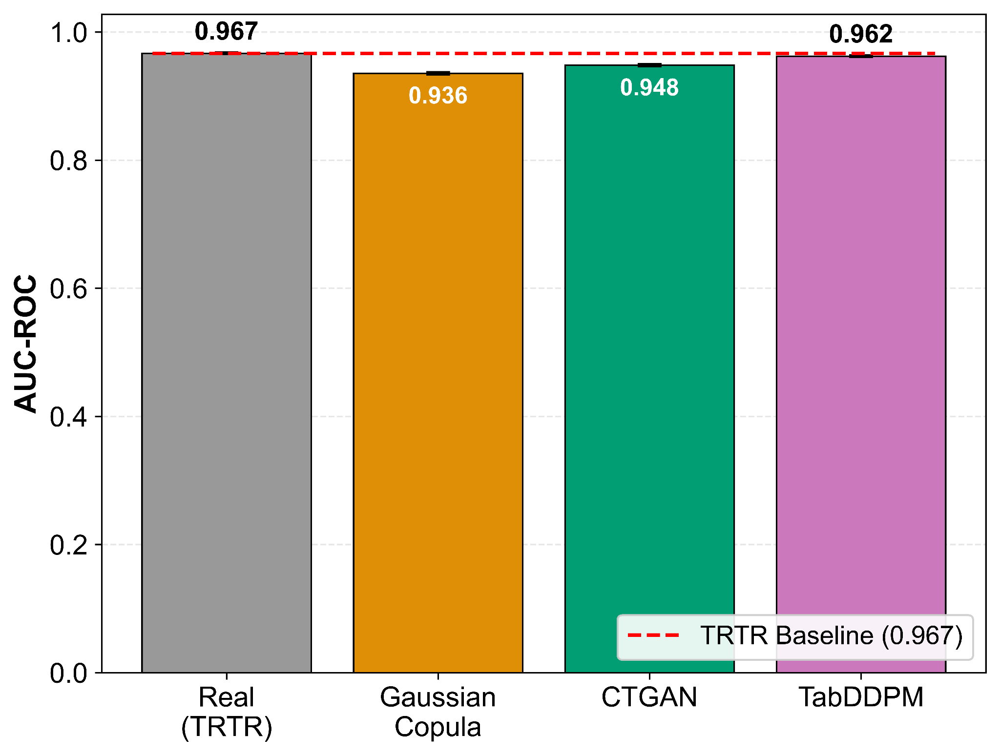 AUC-ROC
1.0
0.8
0.6
0.4
0.2
0.0
0.967
0.936
0.948
0.962
TRTR Baseline (0.967)
Real
(TRTR)
Gaussian
Copula
CTGAN
TabDDPM